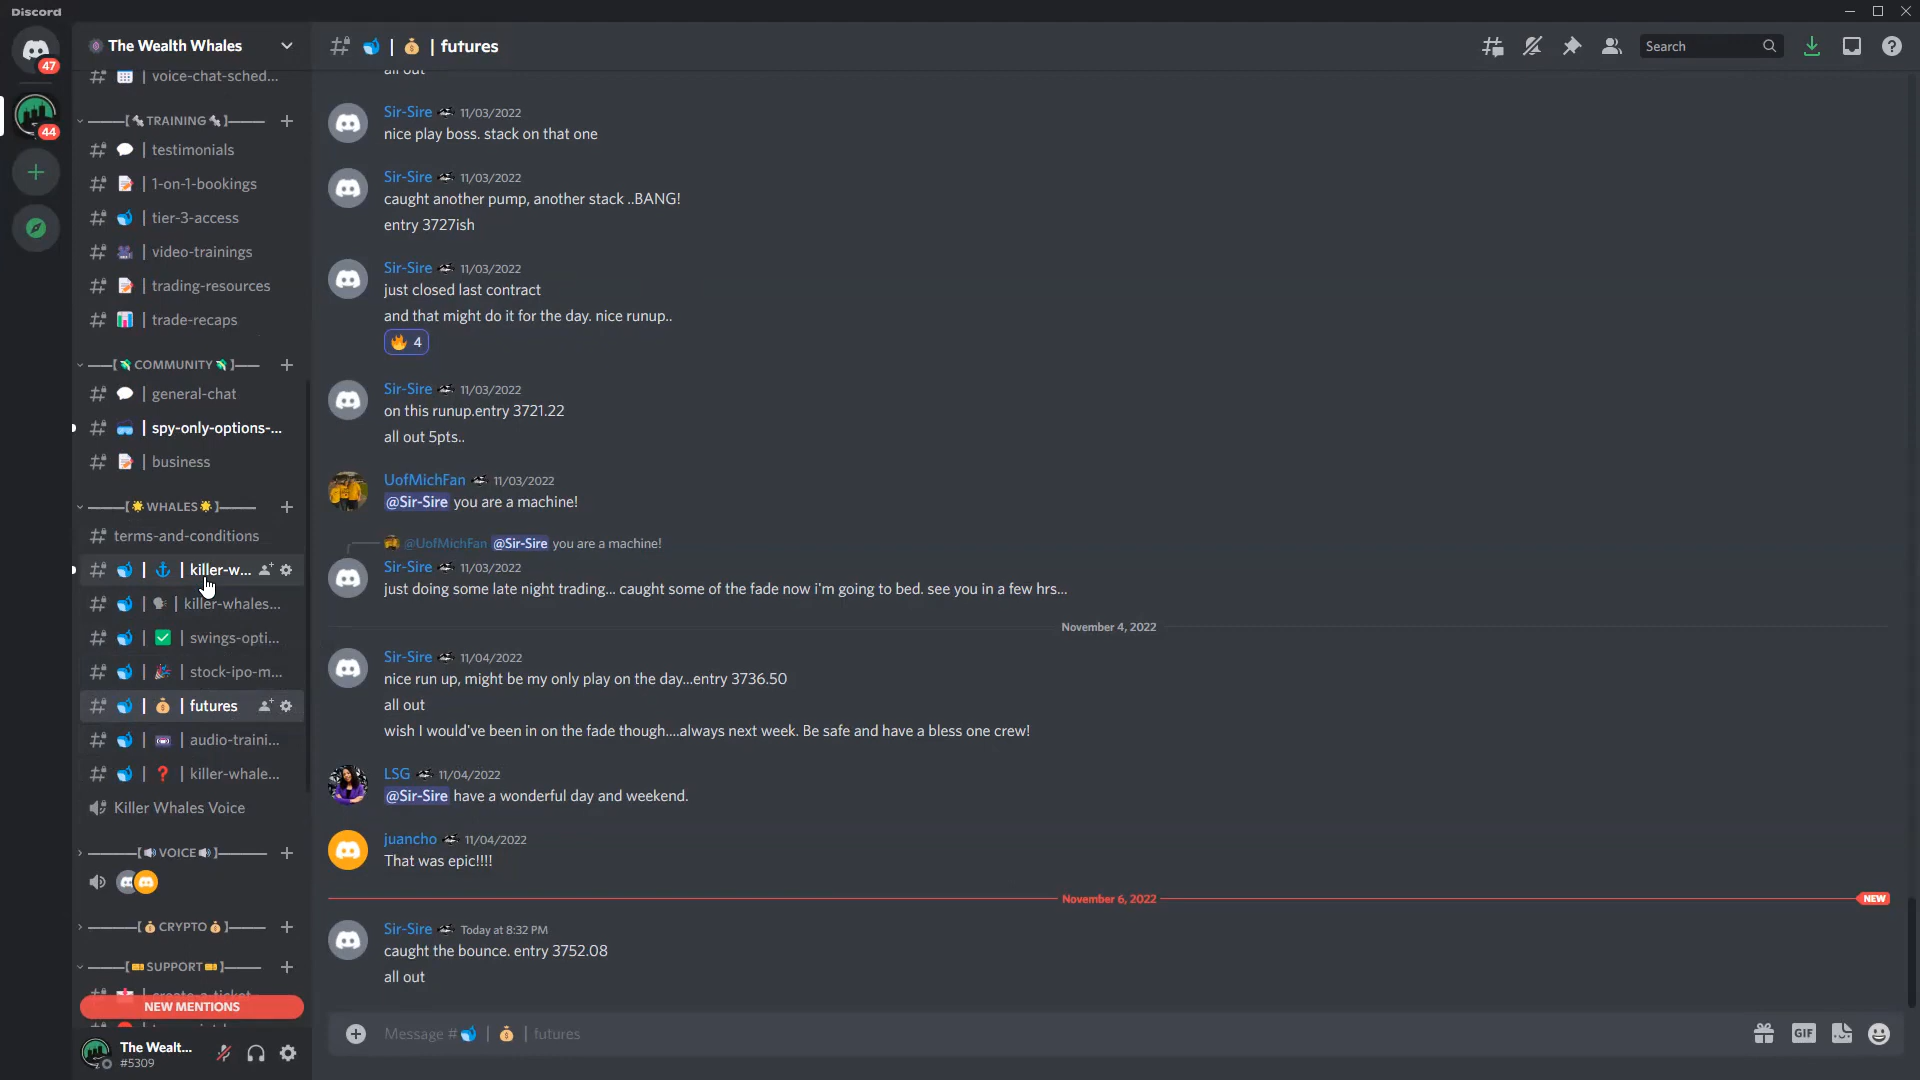 Discord
The Wealth Whales
# | futures
Search
47
44
voice-chat-sched...
[TRAINING]
| testimonials
| 1-on-1-bookings
| tier-3-access
| video-trainings
| trading-resources
| trade-recaps
[COMMUNITY]
| general-chat
| spy-only-options-...
| business
[WHALES]
terms-and-conditions
| | killer-w...
| | killer-whales...
| | swings-opti...
| | stock-ipo-m...
| | futures
| | audio-traini...
| ❓ | killer-whale...
Killer Whales Voice
[VOICE]
[CRYPTO]
[SUPPORT]
NEW MENTIONS
The Wealt...
#5309
all out
Sir-Sire 11/03/2022
nice play boss. stack on that one
Sir-Sire 11/03/2022
caught another pump, another stack ..BANG!
entry 3727ish
Sir-Sire 11/03/2022
just closed last contract
and that might do it for the day. nice runup..
4
Sir-Sire 11/03/2022
on this runup.entry 3721.22
all out 5pts..
UofMichFan 11/03/2022
@Sir-Sire you are a machine!
@UofMichFan @Sir-Sire you are a machine!
Sir-Sire 11/03/2022
just doing some late night trading... caught some of the fade now i'm going to bed. see you in a few hrs...
November 4, 2022
Sir-Sire 11/04/2022
nice run up, might be my only play on the day...entry 3736.50
all out
wish I would've been in on the fade though....always next week. Be safe and have a bless one crew!
LSG 11/04/2022
@Sir-Sire have a wonderful day and weekend.
juancho 11/04/2022
That was epic!!!!
November 6, 2022
NEW
Sir-Sire Today at 8:32 PM
caught the bounce. entry 3752.08
all out
Message # | | futures
GIF